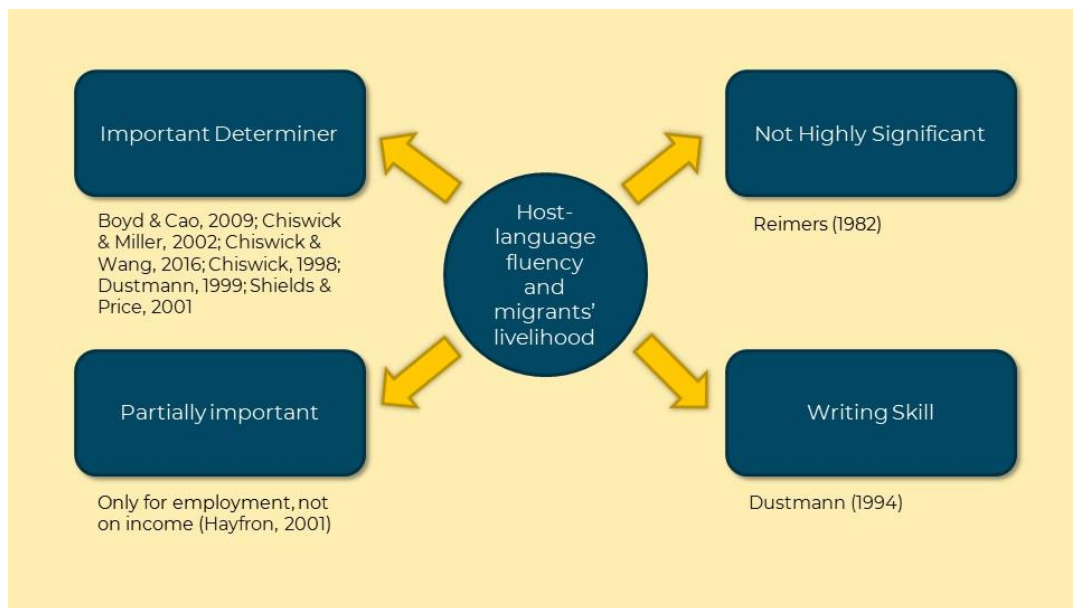 Important Determiner
Boyd & Cao, 2009; Chiswick
& Miller, 2002; Chiswick &
Wang, 2016; Chiswick, 1998;
Dustmann, 1999; Shields &
Price, 2001
Not Highly Significant
Reimers (1982)
Host-
language
fluency
and
migrants’
livelihood
Partially important
Only for employment, not
on income (Hayfron, 2001)
Writing Skill
Dustmann (1994)